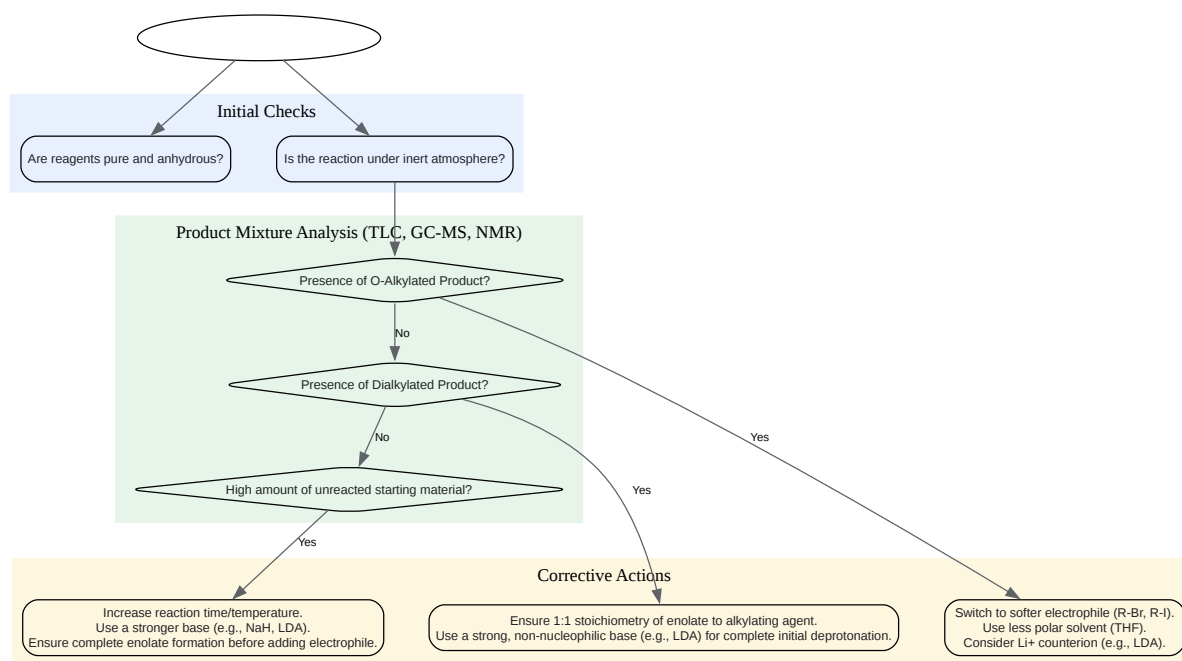 Initial Checks
Are reagents pure and anhydrous?
Is the reaction under inert atmosphere?
Product Mixture Analysis (TLC, GC-MS, NMR)
Presence of O-Alkylated Product?
No
Presence of Dialkylated Product?
No
Yes
High amount of unreacted starting material?
Yes
Yes
Corrective Actions
Increase reaction time/temperature.
Use a stronger base (e.g., NaH, LDA).
Ensure complete enolate formation before adding electrophile.
Ensure 1:1 stoichiometry of enolate to alkylating agent.
Use a strong, non-nucleophilic base (e.g., LDA) for complete initial deprotonation.
Switch to softer electrophile (R-Br, R-I).
Use less polar solvent (THF).
Consider Li+ counterion (e.g., LDA).